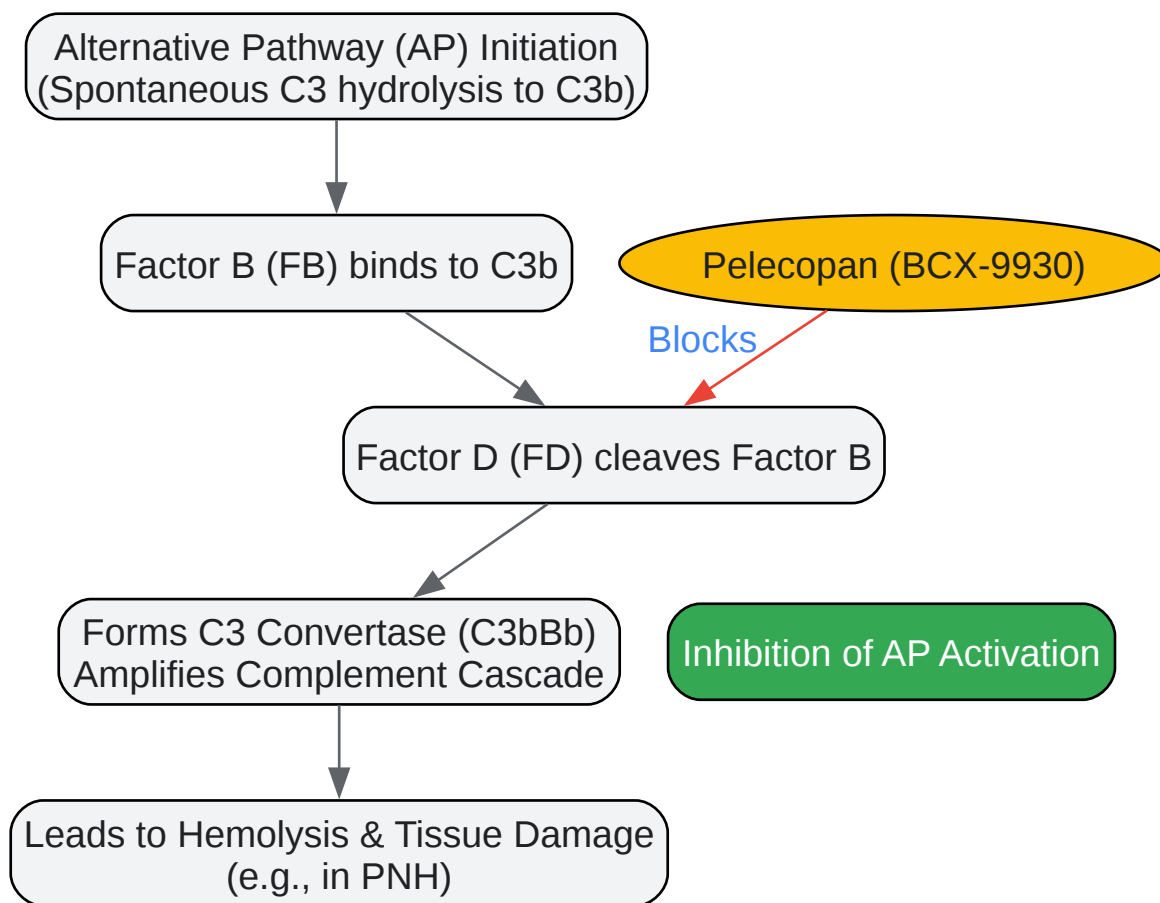 Alternative Pathway (AP) Initiation
(Spontaneous C3 hydrolysis to C3b)
Factor B (FB) binds to C3b
Pelecopan (BCX-9930)
Blocks
Factor D (FD) cleaves Factor B
Forms C3 Convertase (C3bBb)
Amplifies Complement Cascade
Inhibition of AP Activation
Leads to Hemolysis & Tissue Damage
(e.g., in PNH)